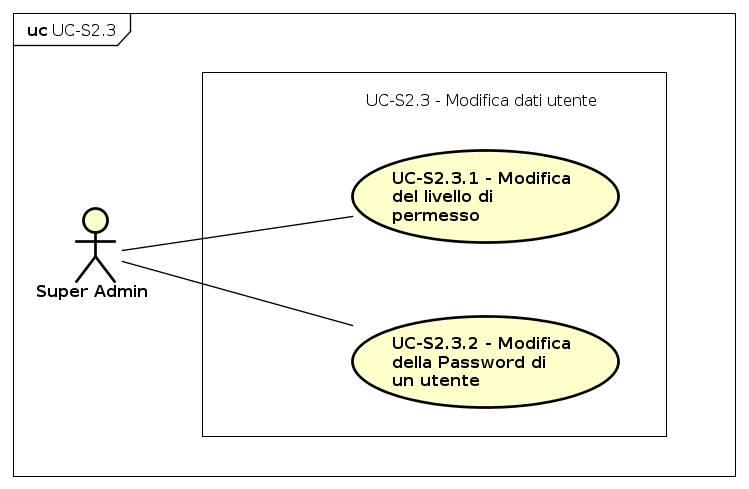 uc UC-S2.3
UC-S2.3 - Modifica dati utente
UC-S2.3.1 - Modifica
del livello di
permesso
Super Admin
UC-S2.3.2 - Modifica
della Password di
un utente